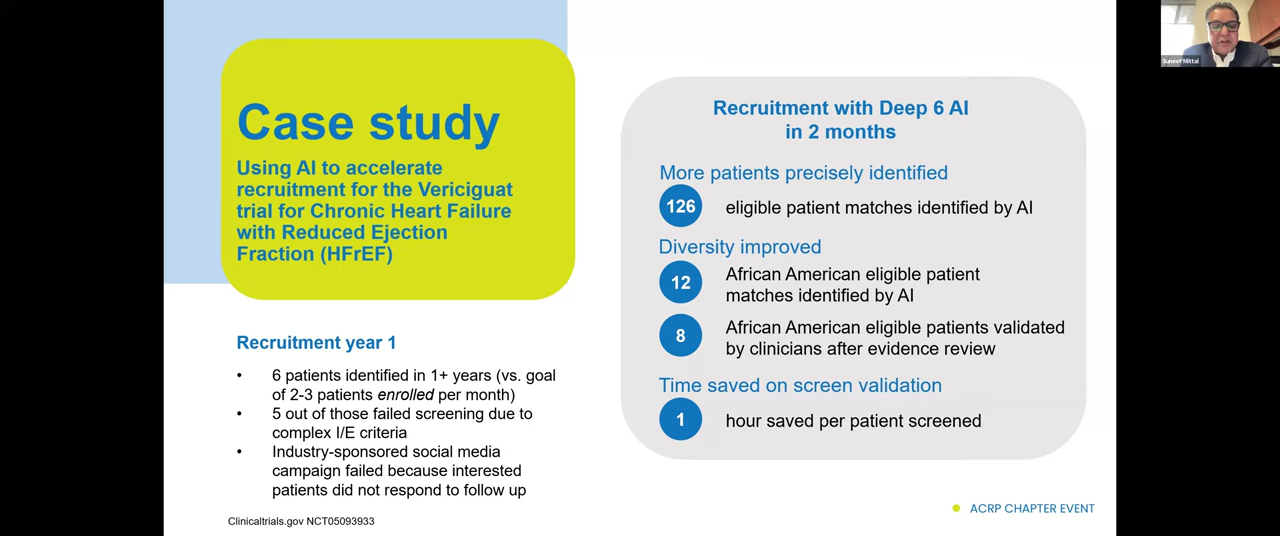 Case study
Using AI to accelerate
recruitment for the Vericiguat
trial for Chronic Heart Failure
with Reduced Ejection
Fraction (HFrEF)
Recruitment year 1
• 6 patients identified in 1+ years (vs. goal
of 2-3 patients enrolled per month)
• 5 out of those failed screening due to
complex I/E criteria
• Industry-sponsored social media
campaign failed because interested
patients did not respond to follow up
Clinicaltrials.gov NCT05093933
Recruitment with Deep 6 AI
in 2 months
More patients precisely identified
126 eligible patient matches identified by AI
Diversity improved
12 African American eligible patient
matches identified by AI
8 African American eligible patients validated
by clinicians after evidence review
Time saved on screen validation
1 hour saved per patient screened
ACRP CHAPTER EVENT
Suneet Mittal